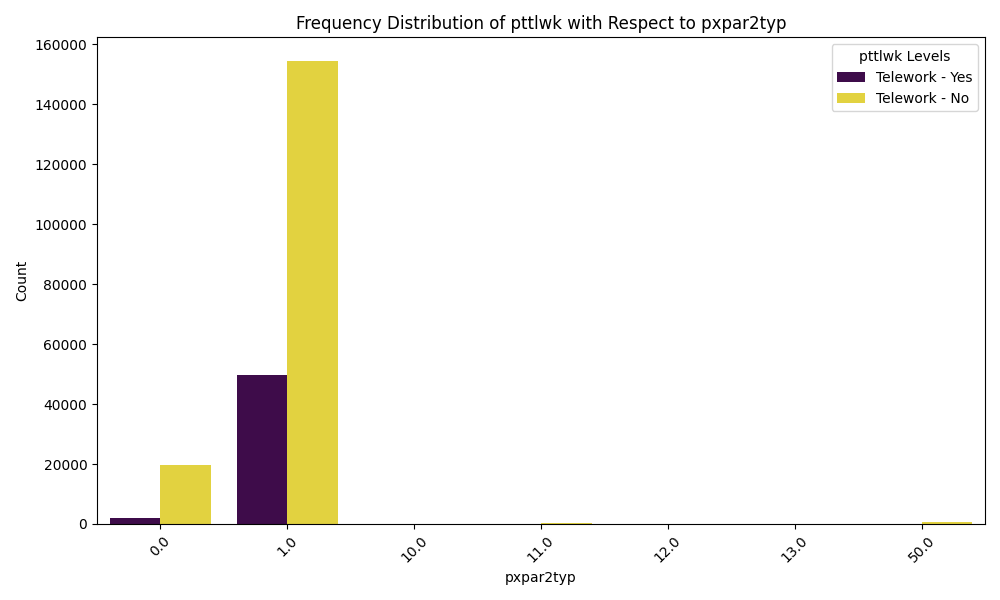 Frequency Distribution of pttlwk with Respect to pxpar2typ
pttlwk Levels
Telework - Yes
Telework - No
Count
160000
140000
120000
100000
80000
60000
40000
20000
0
0.0
1.0
10.0
11.0
12.0
13.0
50.0
pxpar2typ